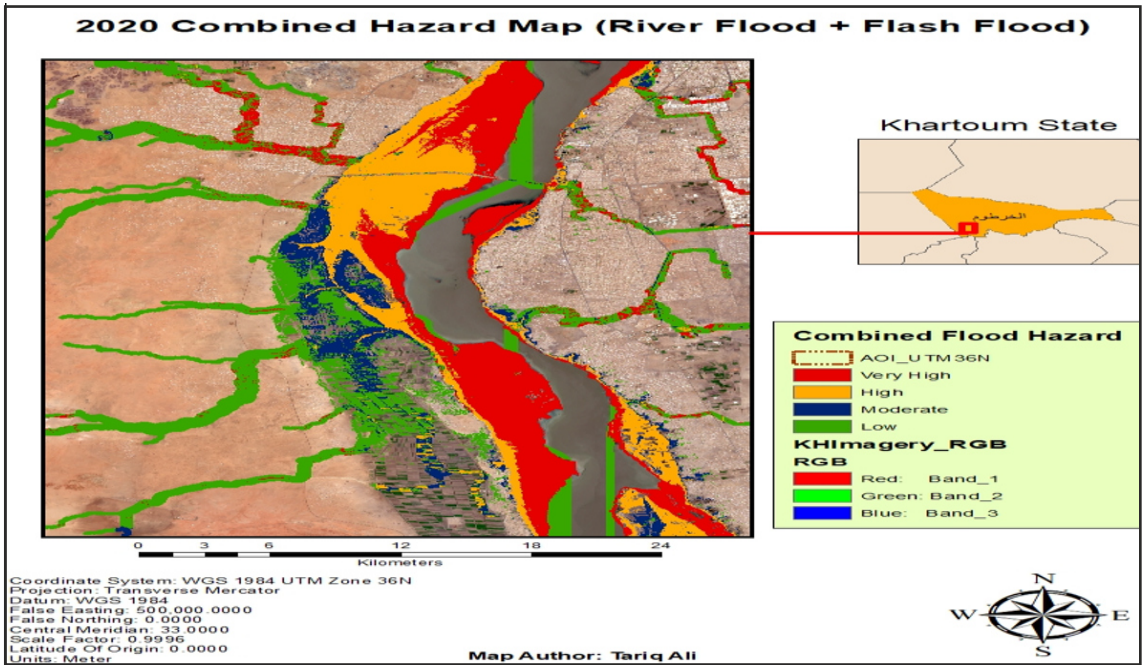 2020 Combined Hazard Map (River Flood + Flash Flood)
Khartoum State
الخرطوم
Combined Flood Hazard
AOI_UTM36N
Very High
High
Moderate
Low
KHImagery_RGB
RGB
Red: Band_1
Green: Band_2
Blue: Band_3
0 3 6 12 18 24
Kilometers
Coordinate System: WGS 1984 UTM Zone 36N
Projection: Transverse Mercator
Datum: WGS 1984
False Easting: 500,000.0000
False Northing: 0.0000
Central Meridian: 33.0000
Scale Factor: 0.9996
Latitude Of Origin: 0.0000
Units: Meter
Map Author: Tariq Ali
N
W E
S